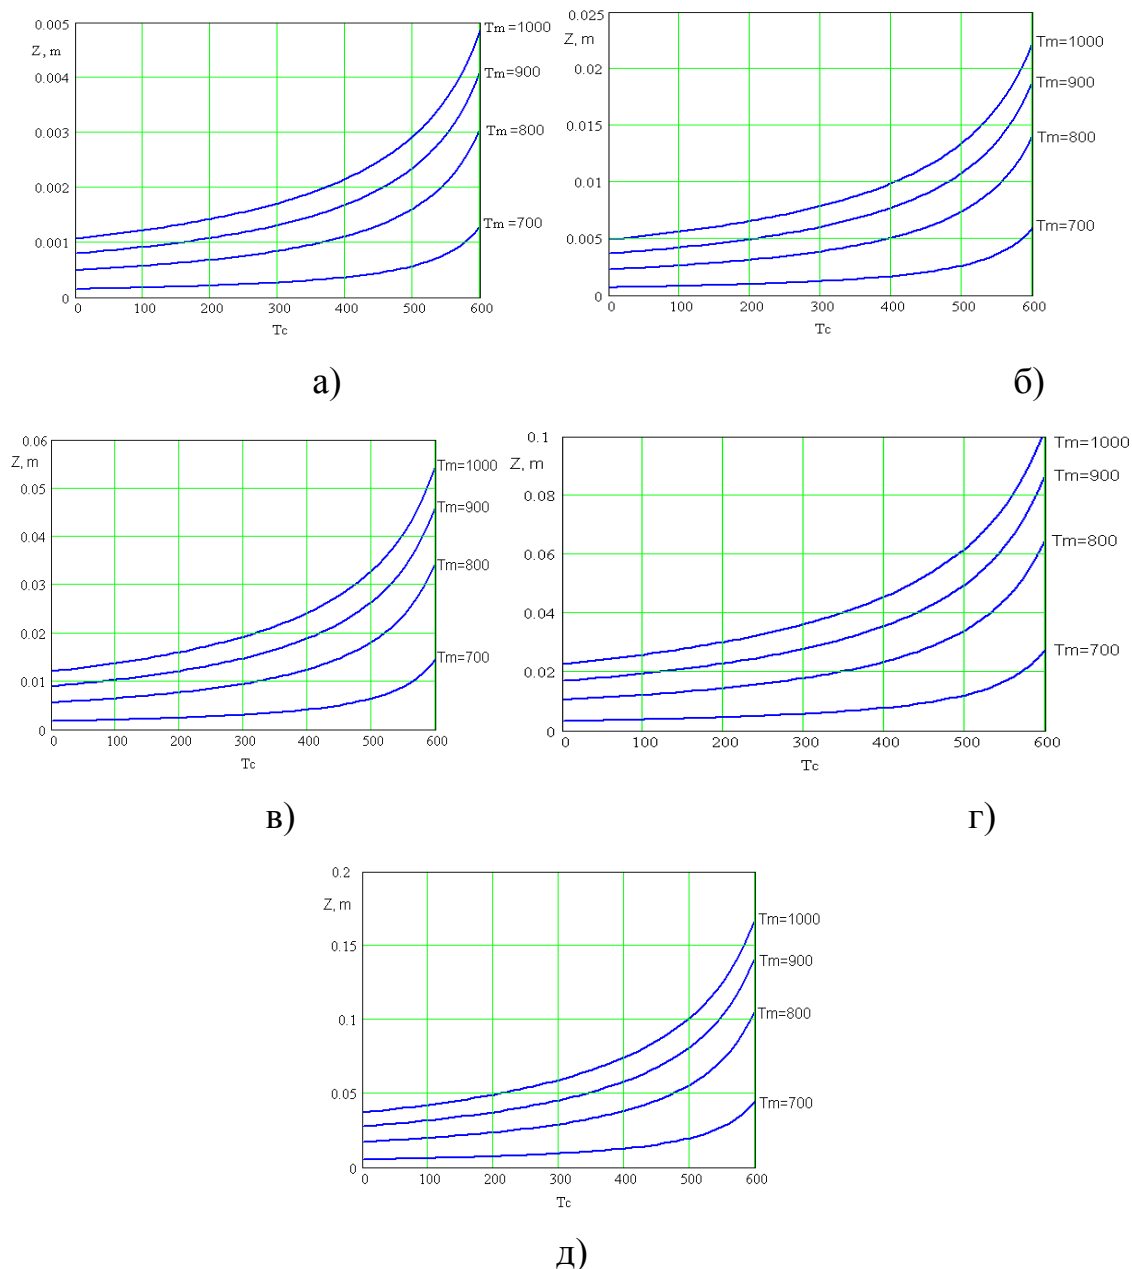 0.005
Z, m
0.004
0.003
0.002
0.001
0
0 100 200 300 400 500 600
Tc
Tm=1000
Tm=900
Tm=800
Tm=700
а)
0.025
Z, m
0.02
0.015
0.01
0.005
0
0 100 200 300 400 500 600
Tc
Tm=1000
Tm=900
Tm=800
Tm=700
б)
0.06
Z, m
0.05
0.04
0.03
0.02
0.01
0
0 100 200 300 400 500 600
Tc
Tm=1000
Tm=900
Tm=800
Tm=700
в)
0.1
Z, m
0.08
0.06
0.04
0.02
0
0 100 200 300 400 500 600
Tc
Tm=1000
Tm=900
Tm=800
Tm=700
г)
0.2
Z, m
0.15
0.1
0.05
0
0 100 200 300 400 500 600
Tc
Tm=1000
Tm=900
Tm=800
Tm=700
д)